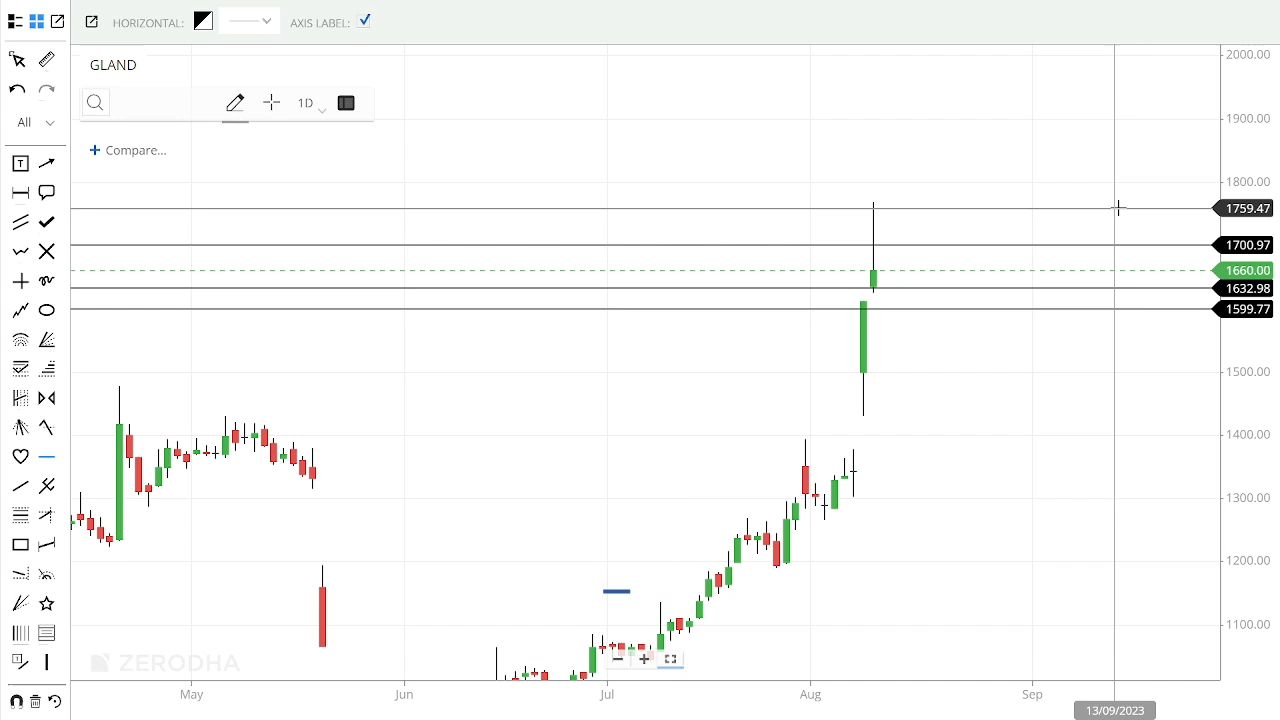 HORIZONTAL:
AXIS LABEL:
GLAND
1D
All
T
+ Compare...
2000.00
1900.00
1800.00
1759.47
1700.97
1660.00
1632.98
1599.77
1500.00
1400.00
1300.00
1200.00
1100.00
ZERODHA
May
Jun
Jul
Aug
Sep
13/09/2023